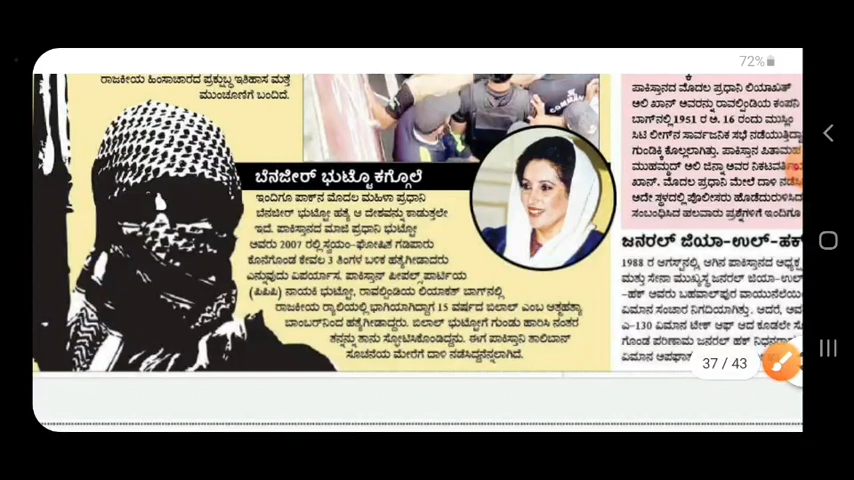 72%
ರಾಜಕೀಯ ಹಿಂಸಾಚಾರದ ಪ್ರಕ್ಷುಬ್ಧ ಇತಿಹಾಸ ಮತ್ತೆ
ಮುಂಚೂಣಿಗೆ ಬಂದಿದೆ.
ಬೆನಜೀರ್ ಭುಟ್ಟೊ ಕಗ್ಗೊಲೆ
ಇಂದಿಗೂ ಪಾಕ್‌ನ ಮೊದಲ ಮಹಿಳಾ ಪ್ರಧಾನಿ
ಬೆನಜೀರ್ ಭುಟ್ಟೋ ಹತ್ಯೆ ಆ ದೇಶವನ್ನು ಕಾಡುತ್ತಲೇ
ಇದೆ. ಪಾಕಿಸ್ತಾನದ ಮಾಜಿ ಪ್ರಧಾನಿ ಭುಟ್ಟೋ
ಅವರು 2007 ರಲ್ಲಿ ಸ್ವಯಂ-ಘೋಷಿತ ಗಡಿಪಾರು
ಕೊನೆಗೊಂಡ ಕೇವಲ 3 ತಿಂಗಳ ಬಳಿಕ ಹತ್ಯೆಗೀಡಾದರು
ಎನ್ನುವುದು ವಿಪರ್ಯಾಸ. ಪಾಕಿಸ್ತಾನ್ ಪೀಪಲ್ಸ್ ಪಾರ್ಟಿಯ
(ಪಿಪಿಪಿ) ನಾಯಕಿ ಭುಟ್ಟೋ, ರಾವಲ್ಪಿಂಡಿಯ ಲಿಯಾಕತ್ ಬಾಗ್‌ನಲ್ಲಿ
ರಾಜಕೀಯ ರ‍್ಯಾಲಿಯಲ್ಲಿ ಭಾಗಿಯಾಗಿದ್ದಾಗ 15 ವರ್ಷದ ಬಿಲಾಲ್ ಎಂಬ ಆತ್ಮಹತ್ಯಾ
ಬಾಂಬರ್‌ನಿಂದ ಹತ್ಯೆಗೀಡಾದ್ದರು. ಬಿಲಾಲ್ ಭುಟ್ಟೋಗೆ ಗುಂಡು ಹಾರಿಸಿ ನಂತರ
ತನ್ನನ್ನು ತಾನು ಸ್ಫೋಟಿಸಿಕೊಂಡಿದ್ದನು. ಈಗ ಪಾಕಿಸ್ತಾನಿ ತಾಲಿಬಾನ್
ಸೂಚನೆಯ ಮೇರೆಗೆ ದಾಳಿ ನಡೆಸಿದ್ದನೆನ್ನಲಾಗಿದೆ.
ಪಾಕಿಸ್ತಾನದ ಮೊದಲ ಪ್ರಧಾನಿ ಲಿಯಾಖತ್
ಅಲಿ ಖಾನ್ ಅವರನ್ನು ರಾವಲ್ಪಿಂಡಿಯ ಕಂಪನಿ
ಬಾಗ್‌ನಲ್ಲಿ 1951 ರ ಅ. 16 ರಂದು ಮುಸ್ಲಿಂ
ಸಿಟಿ ಲೀಗ್‌ನ ಸಾರ್ವಜನಿಕ ಸಭೆ
ಗುಂಡಿಕ್ಕಿ ಕೊಲ್ಲಲಾಗಿತ್ತು. ಪಾಕಿಸ್ತಾನ
ಮುಹಮ್ಮದ್ ಅಲಿ ಜಿನ್ನಾ ಅವರ
ಖಾನ್. ಮೊದಲ ಪ್ರಧಾನಿ ಮೇಲೆ ದಾಳಿ
ಅದೇ ಸ್ಥಳದಲ್ಲಿ ಪೊಲೀಸರು
ಸಂಬಂಧಿಸಿದ ಹಲವಾರು ಪ್ರಶ್ನೆಗಳಿಗೆ ಇಂದಿಗೂ
ಜನರಲ್ ಜಿಯಾ-ಉಲ್-ಹಕ್
1988 ರ ಆಗಸ್ಟ್‌ನಲ್ಲಿ, ಆಗಿನ ಪಾಕಿಸ್ತಾನದ ಅಧ್ಯಕ್ಷ
ಮತ್ತು ಸೇನಾ ಮುಖ್ಯಸ್ಥ ಜನರಲ್ ಜಿಯಾ-ಉಲ್
-ಹಕ್ ಅವರು ಬಹವಾಲ್‌ಪುರ
ವಿಮಾನ ಸಂಚಾರ ನಿಗದಿಯಾಗಿತ್ತು. ಆದರೆ,
ಎ-130 ವಿಮಾನ ಟೇಕ್ ಆಫ್ ಆದ ಕೂಡಲೇ
ಗೊಂಡ ಪರಿಣಾಮ ಜನರಲ್ ಹಕ್
ವಿಮಾನ
37 / 43